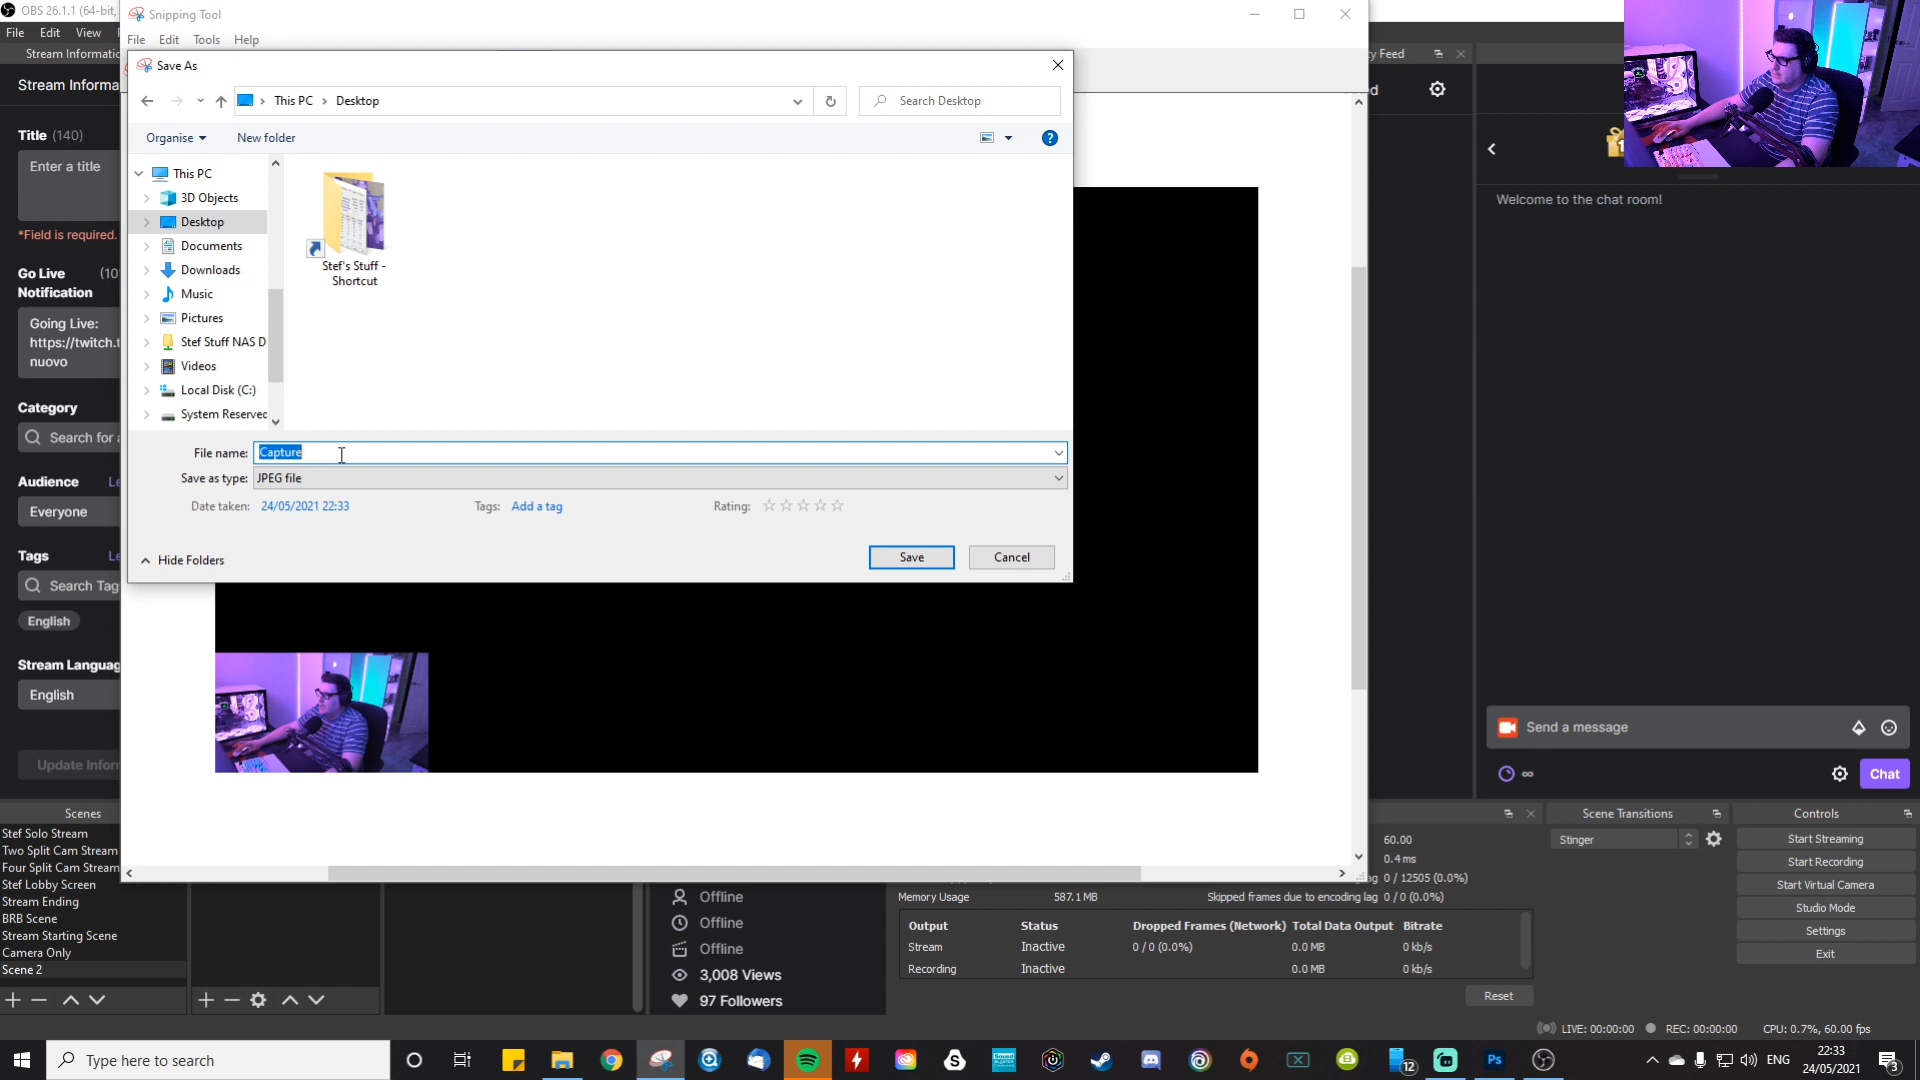 OBS 26.1.1 (64-bit,
File Edit View
Stream Informatic
Stream Informa
Title (140)
Enter a title
*Field is required.
Go Live (10
Notification
Going Live:
https://twitch.t
nuovo
Category
Search for a
Audience Le
Everyone
Tags Le
Search Tag
English
Stream Languag
English
Update Inforn
Snipping Tool
File Edit Tools Help
Save As
This PC > Desktop
Search Desktop
Organise New folder
This PC
3D Objects
Desktop
Documents
Downloads
Music
Pictures
Stef Stuff NAS D
Videos
Local Disk (C:)
System Reserved
Stef's Stuff -
Shortcut
File name: Capture
Save as type: JPEG file
Date taken: 24/05/2021 22:33 Tags: Add a tag Rating:
Hide Folders
Save Cancel
y Feed
d
Welcome to the chat room!
Send a message
Chat
Scenes
Stef Solo Stream
Two Split Cam Stream
Four Split Cam Stream
Stef Lobby Screen
Stream Ending
BRB Scene
Stream Starting Scene
Camera Only
Scene 2
Offline
Offline
Offline
3,008 Views
97 Followers
60.00
0.4 ms
ag 0 / 12505 (0.0%)
Memory Usage 587.1 MB Skipped frames due to encoding lag 0 / 0 (0.0%)
Output Status Dropped Frames (Network) Total Data Output Bitrate
Stream Inactive 0 / 0 (0.0%) 0.0 MB 0 kb/s
Recording Inactive 0.0 MB 0 kb/s
Reset
Scene Transitions
Stinger
Controls
Start Streaming
Start Recording
Start Virtual Camera
Studio Mode
Settings
Exit
LIVE: 00:00:00 REC: 00:00:00 CPU: 0.7%, 60.00 fps
Type here to search
12
Ps
ENG
22:33
24/05/2021
3